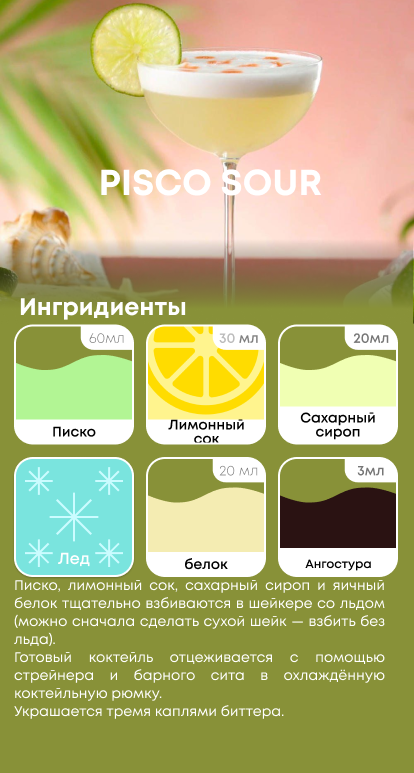 PISCO SOUR
Ингридиенты
60мл
30 мл
20мл
Писко
Лимонный
сок
Сахарный
сироп
20 мл
3мл
Лед
белок
Ангостура
Писко, лимонный сок, сахарный сироп и яичный
белок тщательно взбиваются в шейкере со льдом
(можно сначала сделать сухой шейк — взбить без
льда).
Готовый коктейль отцеживается с помощью
стрейнера и барного сита в охлаждённую
коктейльную рюмку.
Украшается тремя каплями биттера.